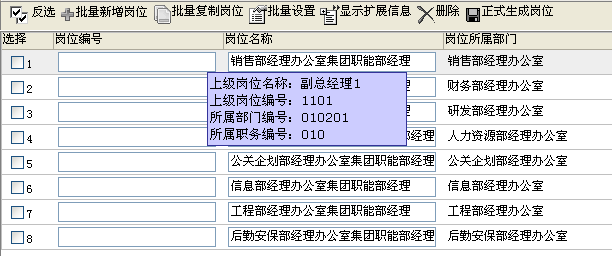 反选 批量新增岗位 批量复制岗位 批量设置 显示扩展信息 删除 正式生成岗位
选择 岗位编号 岗位名称 岗位所属部门
1 销售部经理办公室集团职能部经理 销售部经理办公室
2 财务部经理办公室
3 研发部经理办公室
4 人力资源部经理办公室
上级岗位名称：副总经理1
上级岗位编号：1101
所属部门编号：010201
所属职务编号：010
5 公关企划部经理办公室集团职能部经理 公关企划部经理办公室
6 信息部经理办公室集团职能部经理 信息部经理办公室
7 工程部经理办公室集团职能部经理 工程部经理办公室
8 后勤安保部经理办公室集团职能部经理 后勤安保部经理办公室